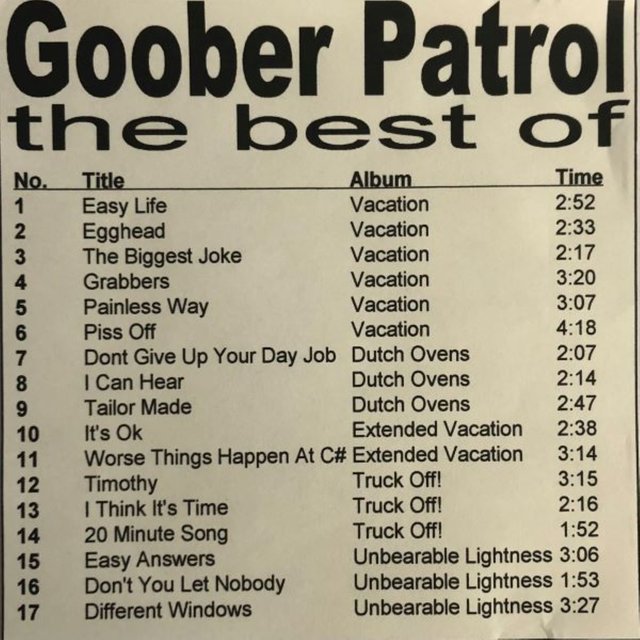 Goober Patrol
the best of
No. Title Album Time
1 Easy Life Vacation 2:52
2 Egghead Vacation 2:33
3 The Biggest Joke Vacation 2:17
4 Grabbers Vacation 3:20
5 Painless Way Vacation 3:07
6 Piss Off Vacation 4:18
7 Dont Give Up Your Day Job Dutch Ovens 2:07
8 I Can Hear Dutch Ovens 2:14
9 Tailor Made Dutch Ovens 2:47
10 It's Ok Extended Vacation 2:38
11 Worse Things Happen At C# Extended Vacation 3:14
12 Timothy Truck Off! 3:15
13 I Think It's Time Truck Off! 2:16
14 20 Minute Song Truck Off! 1:52
15 Easy Answers Unbearable Lightness 3:06
16 Don't You Let Nobody Unbearable Lightness 1:53
17 Different Windows Unbearable Lightness 3:27